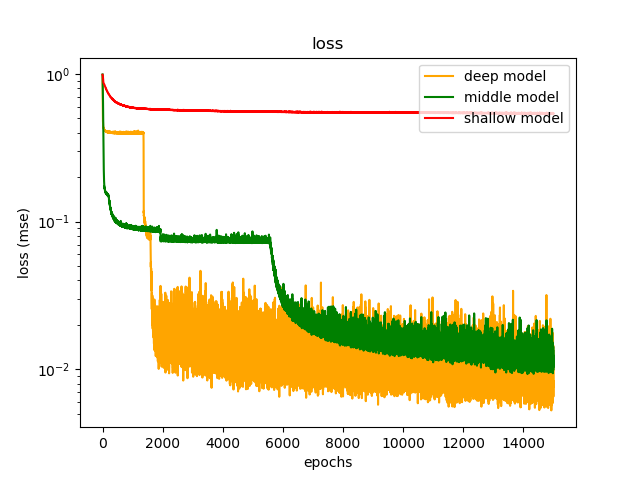 loss
deep model
middle model
shallow model
10⁰
10⁻¹
10⁻²
loss (mse)
0 2000 4000 6000 8000 10000 12000 14000
epochs